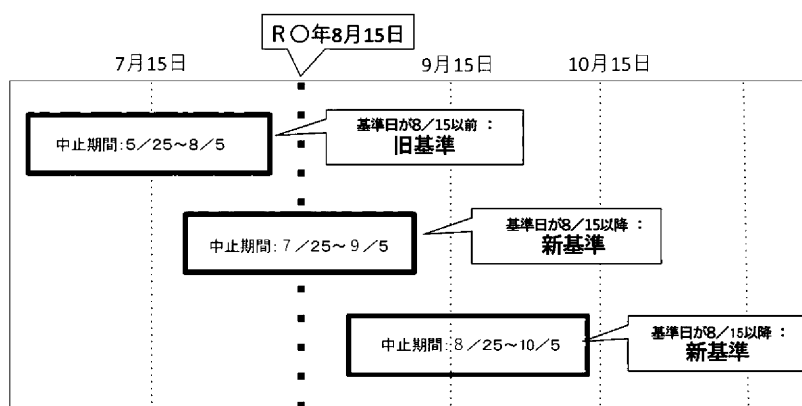 R〇年8月15日
7月15日
9月15日
10月15日
中止期間:5/25~8/5
基準日が8/15以前：
旧基準
中止期間:7/25~9/5
基準日が8/15以降：
新基準
中止期間:8/25~10/5
基準日が8/15以降：
新基準